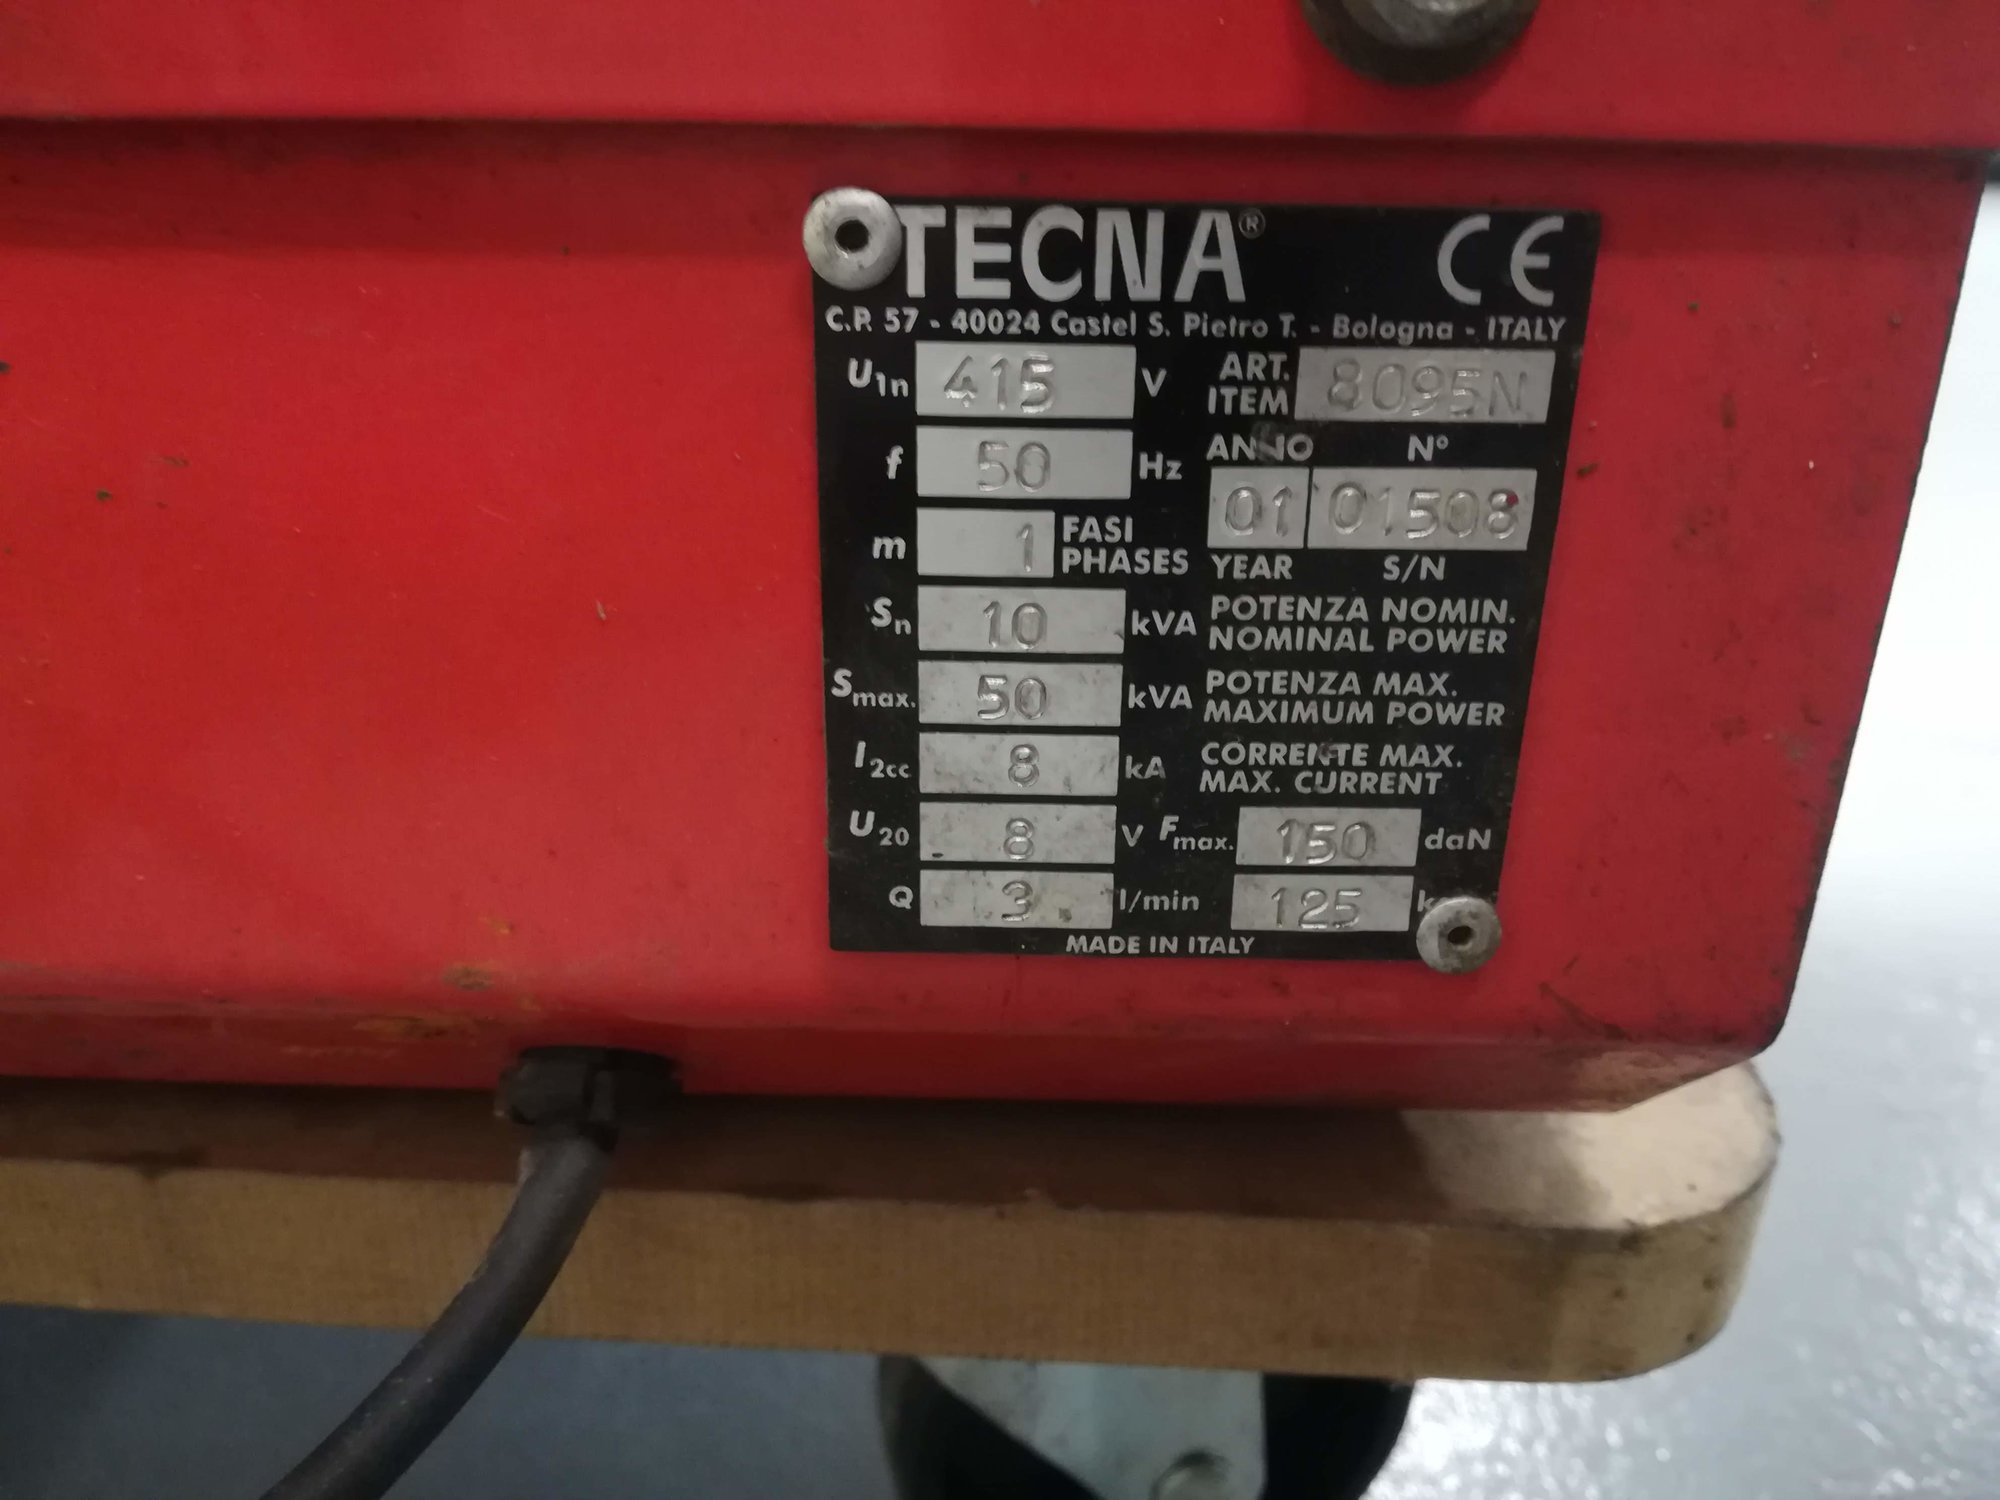 TECNA® CE
C.P. 57 - 40024 Castel S. Pietro T. - Bologna - ITALY
U1n 415 V ART. ITEM 8095N
f 50 Hz ANNO N°
01 01508
m 1 FASI PHASES YEAR S/N
Sn 10 kVA POTENZA NOMIN. NOMINAL POWER
Smax. 50 kVA POTENZA MAX. MAXIMUM POWER
I2cc 8 kA CORRENTE MAX. MAX. CURRENT
U20 8 V Fmax. 150 daN
Q 3 l/min 125
MADE IN ITALY